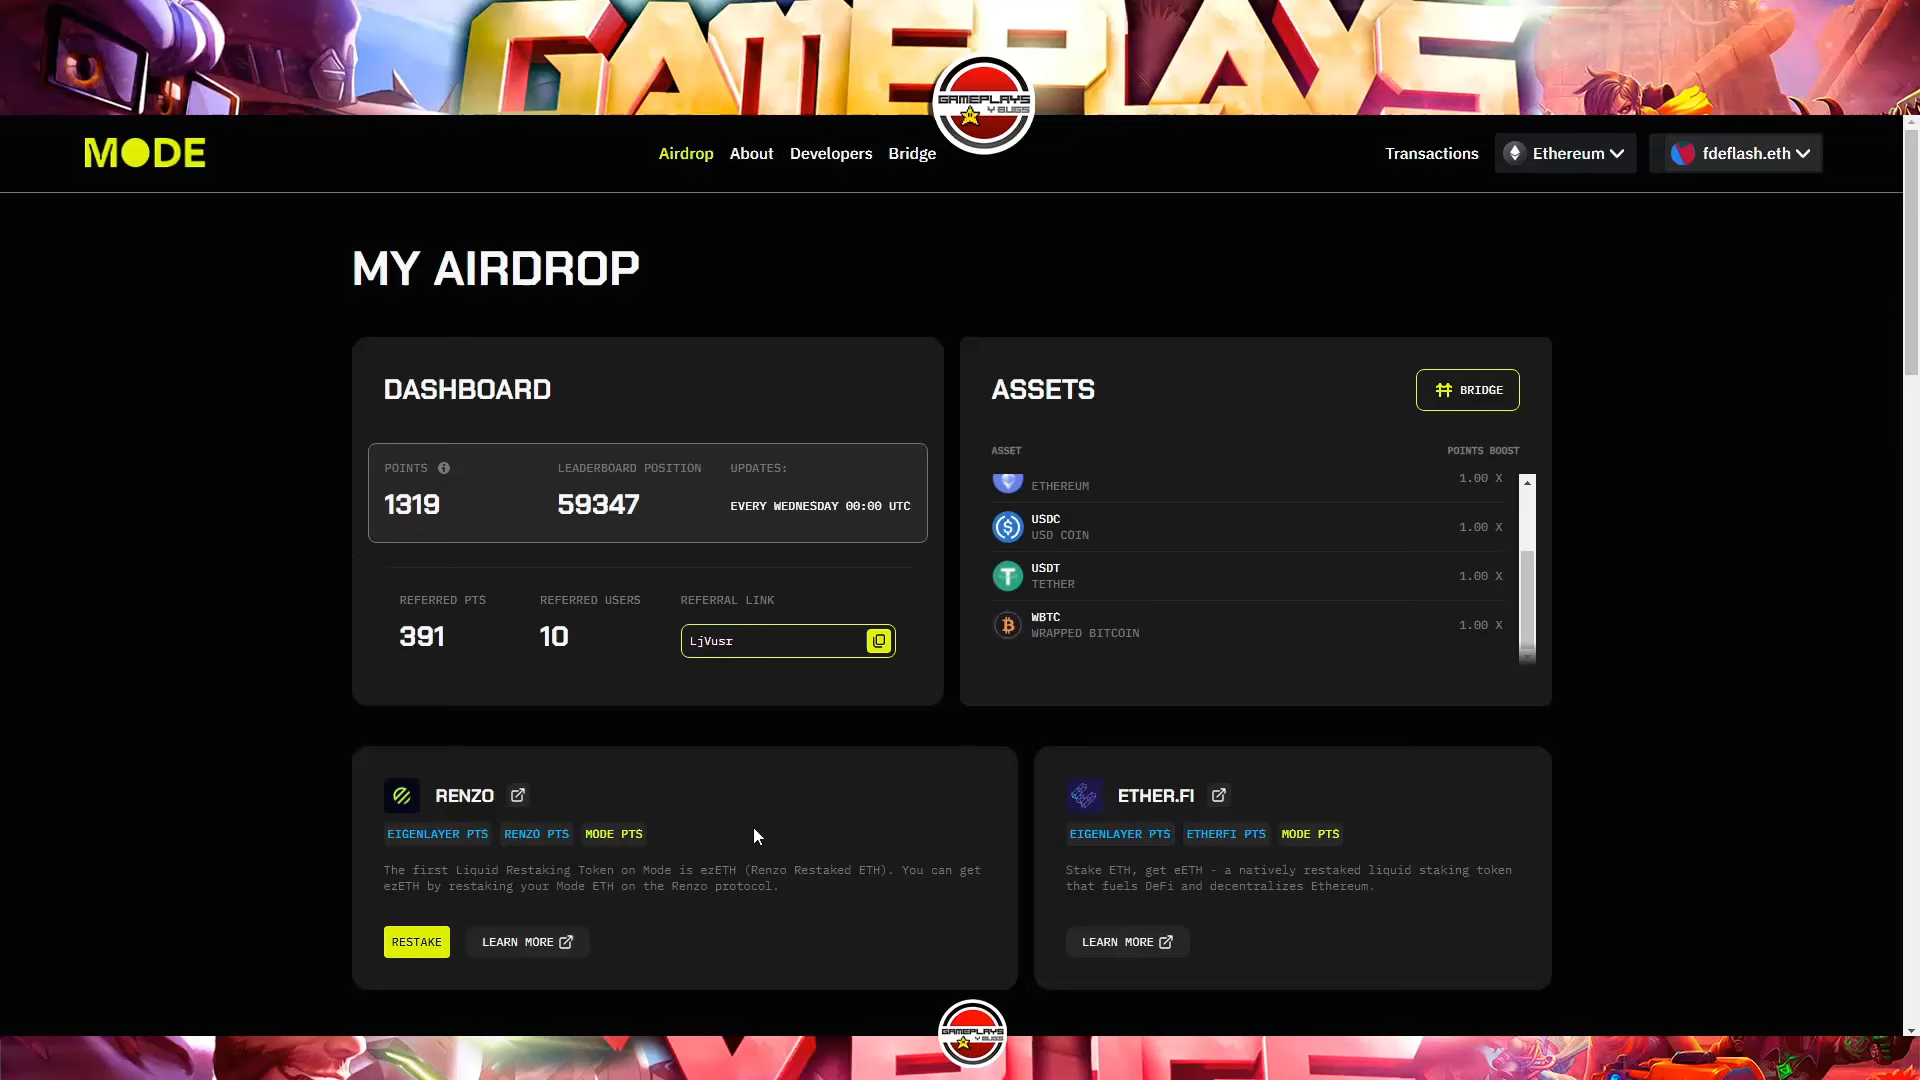 GAMEPLAYS
GAMEPLAYS
Y BUGS
MODE
Airdrop
About
Developers
Bridge
Transactions
Ethereum
fdeflash.eth
MY AIRDROP
DASHBOARD
POINTS
LEADERBOARD POSITION
UPDATES:
1319
59347
EVERY WEDNESDAY 00:00 UTC
REFERRED PTS
REFERRED USERS
REFERRAL LINK
391
10
LjVusr
ASSETS
BRIDGE
ASSET
POINTS BOOST
ETHEREUM
1.00 X
USDC
USD COIN
1.00 X
USDT
TETHER
1.00 X
WBTC
WRAPPED BITCOIN
1.00 X
RENZO
EIGENLAYER PTS
RENZO PTS
MODE PTS
The first Liquid Restaking Token on Mode is ezETH (Renzo Restaked ETH). You can get
ezETH by restaking your Mode ETH on the Renzo protocol.
RESTAKE
LEARN MORE
ETHER.FI
EIGENLAYER PTS
ETHERFI PTS
MODE PTS
Stake ETH, get eETH - a natively restaked liquid staking token
that fuels DeFi and decentralizes Ethereum.
LEARN MORE
GAMEPLAYS
Y BUGS